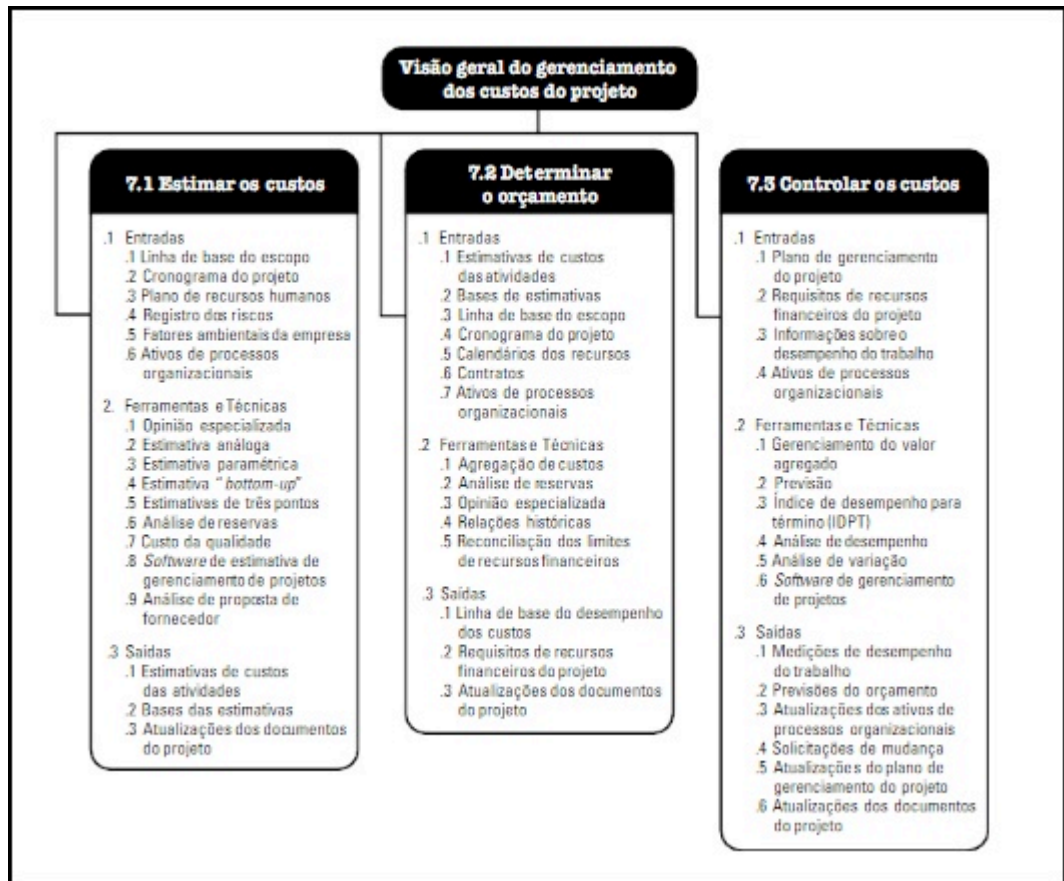 Visão geral do gerenciamento
dos custos do projeto
7.1 Estimar os custos
.1 Entradas
.1 Linha de base do escopo
.2 Cronograma do projeto
.3 Plano de recursos humanos
.4 Registro dos riscos
.5 Fatores ambientais da empresa
.6 Ativos de processos
organizacionais
2. Ferramentas e Técnicas
.1 Opinião especializada
.2 Estimativa análoga
.3 Estimativa paramétrica
.4 Estimativa "bottom-up"
.5 Estimativas de três pontos
.6 Análise de reservas
.7 Custo da qualidade
.8 Software de estimativa de
gerenciamento de projetos
.9 Análise de proposta de
fornecedor
.3 Saídas
.1 Estimativas de custos
das atividades
.2 Bases das estimativas
.3 Atualizações dos documentos
do projeto
7.2 Determinar
o orçamento
.1 Entradas
.1 Estimativas de custos
das atividades
.2 Bases de estimativas
.3 Linha de base do escopo
.4 Cronograma do projeto
.5 Calendários dos recursos
.6 Contratos
.7 Ativos de processos
organizacionais
.2 Ferramentas e Técnicas
.1 Agregação de custos
.2 Análise de reservas
.3 Opinião especializada
.4 Relações históricas
.5 Reconciliação dos limites
de recursos financeiros
.3 Saídas
.1 Linha de base do desempenho
dos custos
.2 Requisitos de recursos
financeiros do projeto
.3 Atualizações dos documentos
do projeto
7.3 Controlar os custos
.1 Entradas
.1 Plano de gerenciamento
do projeto
.2 Requisitos de recursos
financeiros do projeto
.3 Informações sobre o
desempenho do trabalho
.4 Ativos de processos
organizacionais
.2 Ferramentas e Técnicas
.1 Gerenciamento do valor
agregado
.2 Previsão
.3 Índice de desempenho para
término (IDPT)
.4 Análise de desempenho
.5 Análise de variação
.6 Software de gerenciamento
de projetos
.3 Saídas
.1 Medições de desempenho
do trabalho
.2 Previsões do orçamento
.3 Atualizações dos ativos de
processos organizacionais
.4 Solicitações de mudança
.5 Atualizações do plano de
gerenciamento do projeto
.6 Atualizações dos documentos
do projeto